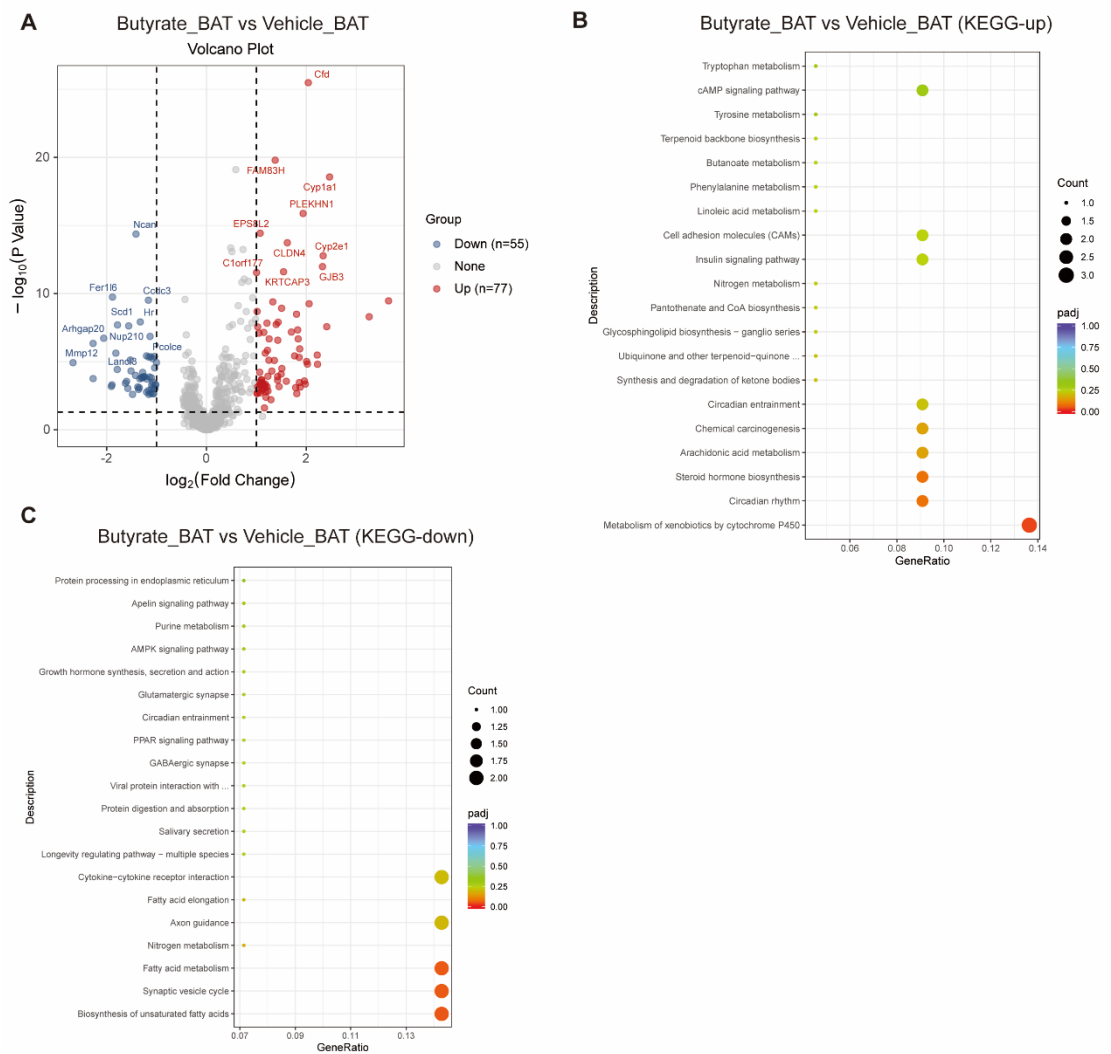 A
Butyrate_BAT vs Vehicle_BAT
Volcano Plot
Cfd
FAM83H
Cyp1a1
PLEKHN1
EPS8L2
CLDN4
Cyp2e1
C1orf177
KRTCAP3
GJB3
Ncan
Fer1l6
Ccdc3
Scd1
Hr
Arhgap20
Nup210
Pcolce
Mmp12
Lancl3
20
10
0
-2
0
2
− log10(P Value)
log2(Fold Change)
Group
Down (n=55)
None
Up (n=77)
B
Butyrate_BAT vs Vehicle_BAT (KEGG-up)
Tryptophan metabolism
cAMP signaling pathway
Tyrosine metabolism
Terpenoid backbone biosynthesis
Butanoate metabolism
Phenylalanine metabolism
Linoleic acid metabolism
Cell adhesion molecules (CAMs)
Insulin signaling pathway
Nitrogen metabolism
Pantothenate and CoA biosynthesis
Glycosphingolipid biosynthesis − ganglio series
Ubiquinone and other terpenoid−quinone ...
Synthesis and degradation of ketone bodies
Circadian entrainment
Chemical carcinogenesis
Arachidonic acid metabolism
Steroid hormone biosynthesis
Circadian rhythm
Metabolism of xenobiotics by cytochrome P450
Description
0.06
0.08
0.10
0.12
0.14
GeneRatio
Count
1.0
1.5
2.0
2.5
3.0
padj
1.00
0.75
0.50
0.25
0.00
C
Butyrate_BAT vs Vehicle_BAT (KEGG-down)
Protein processing in endoplasmic reticulum
Apelin signaling pathway
Purine metabolism
AMPK signaling pathway
Growth hormone synthesis, secretion and action
Glutamatergic synapse
Circadian entrainment
PPAR signaling pathway
GABAergic synapse
Viral protein interaction with ...
Protein digestion and absorption
Salivary secretion
Longevity regulating pathway − multiple species
Cytokine−cytokine receptor interaction
Fatty acid elongation
Axon guidance
Nitrogen metabolism
Fatty acid metabolism
Synaptic vesicle cycle
Biosynthesis of unsaturated fatty acids
Description
0.07
0.09
0.11
0.13
GeneRatio
Count
1.00
1.25
1.50
1.75
2.00
padj
1.00
0.75
0.50
0.25
0.00